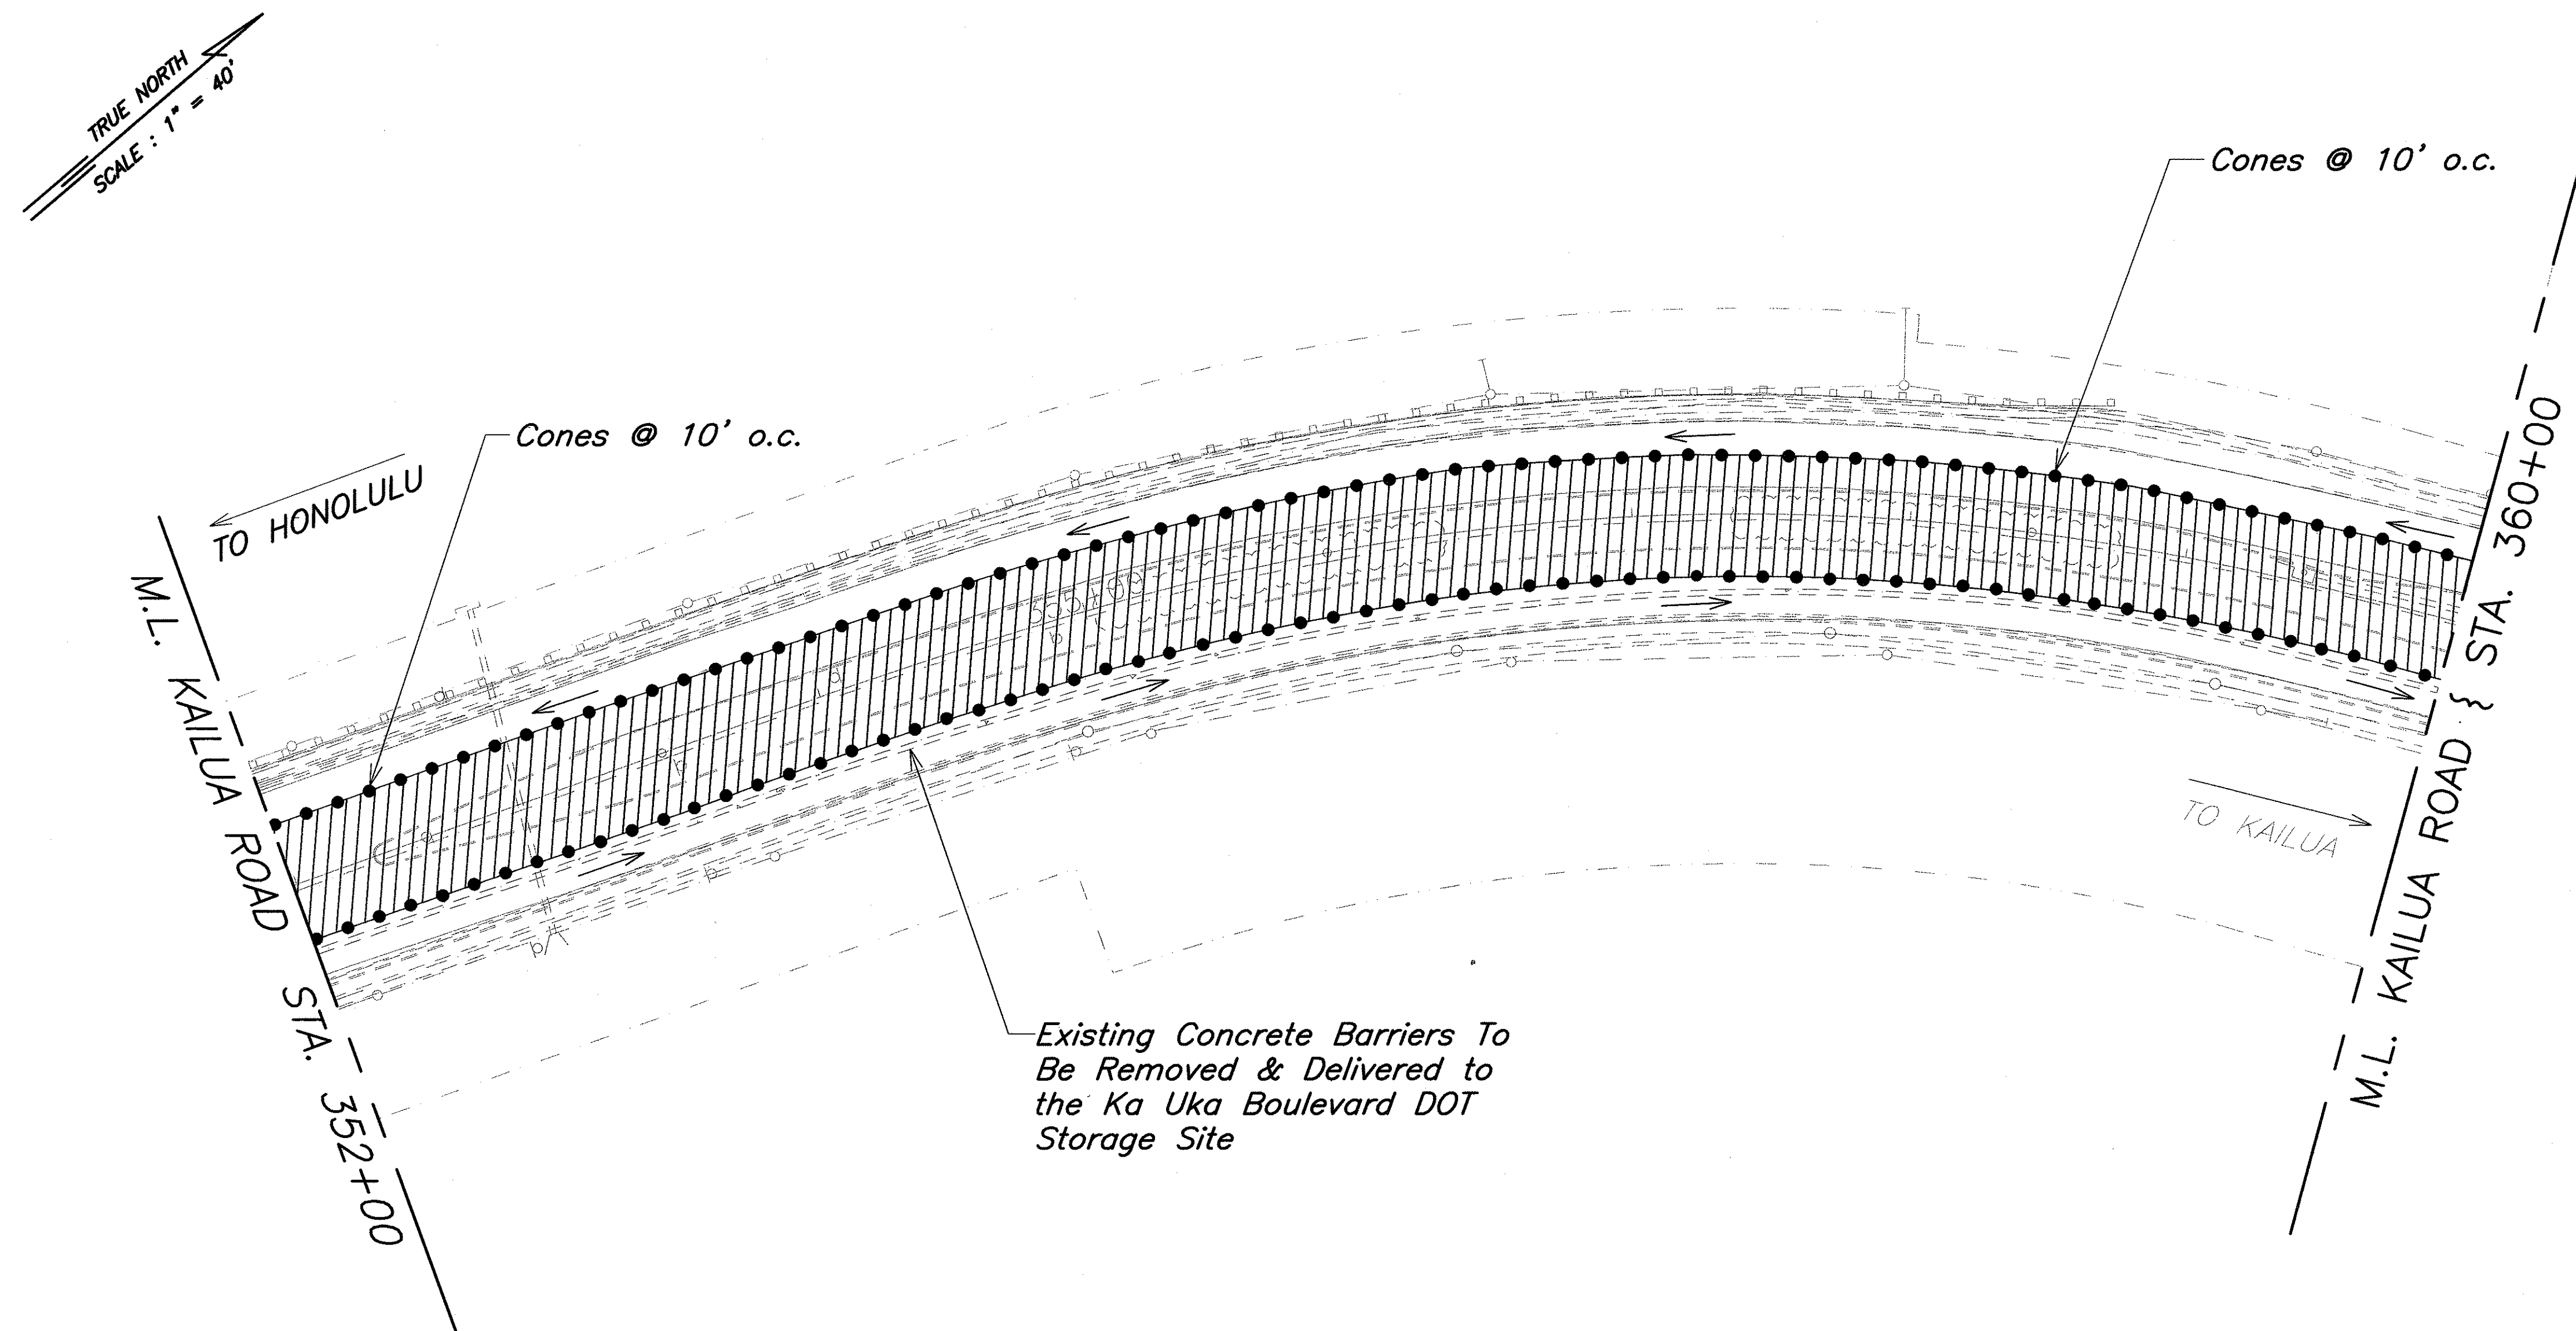 TRUE NORTH
SCALE : 1" = 40'
Cones @ 10' o.c.
Cones @ 10' o.c.
TO HONOLULU
M.L. KAILUA ROAD STA. 352+00
355+00
TO KAILUA
M.L. KAILUA ROAD } STA. 360+00
Existing Concrete Barriers To
Be Removed & Delivered to
the Ka Uka Boulevard DOT
Storage Site